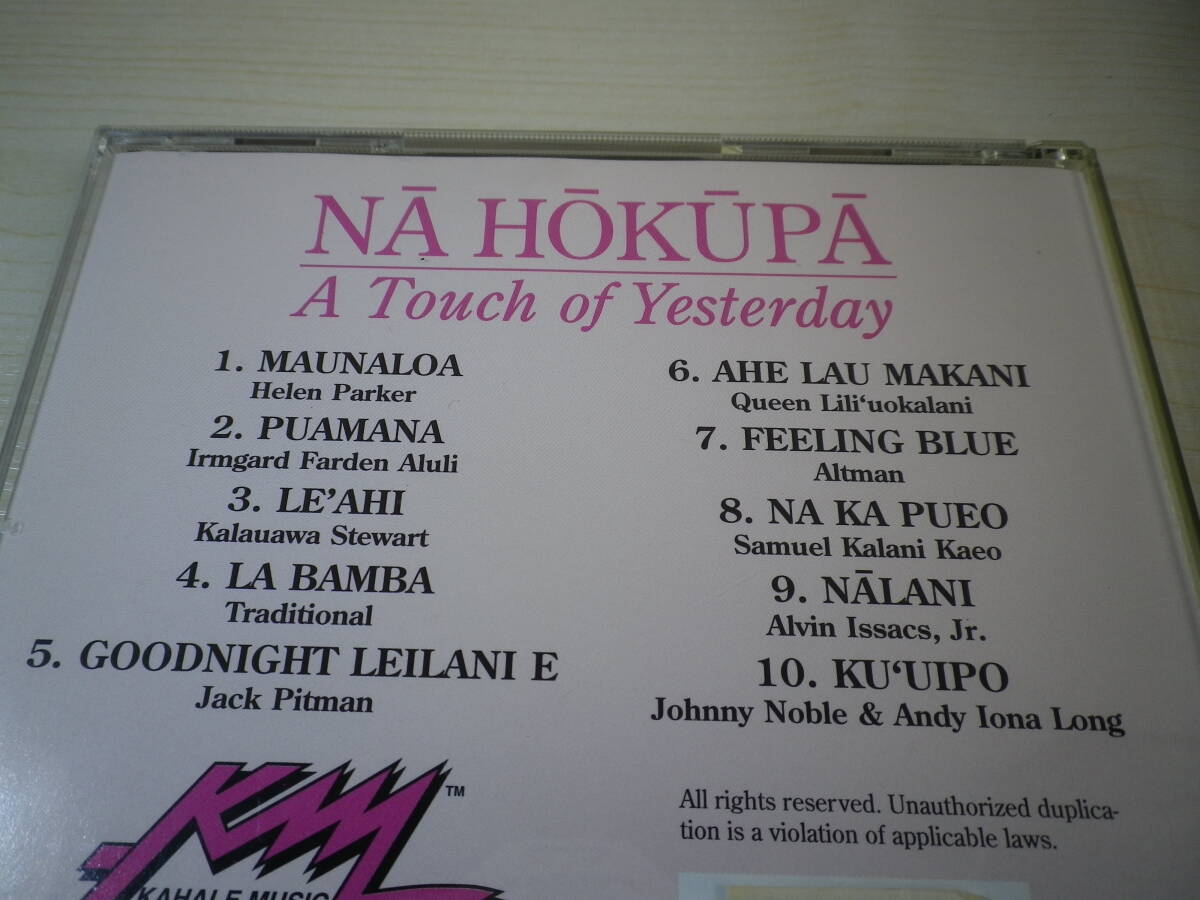 NĀ HŌKŪPĀ
A Touch of Yesterday
1. MAUNALOA
Helen Parker
2. PUAMANA
Irmgard Farden Aluli
3. LE’AHI
Kalauawa Stewart
4. LA BAMBA
Traditional
5. GOODNIGHT LEILANI E
Jack Pitman
6. AHE LAU MAKANI
Queen Lili‘uokalani
7. FEELING BLUE
Altman
8. NA KA PUEO
Samuel Kalani Kaeo
9. NĀLANI
Alvin Issacs, Jr.
10. KU‘UIPO
Johnny Noble & Andy Iona Long
KM™
KAHALE MUSIC
All rights reserved. Unauthorized duplica-
tion is a violation of applicable laws.